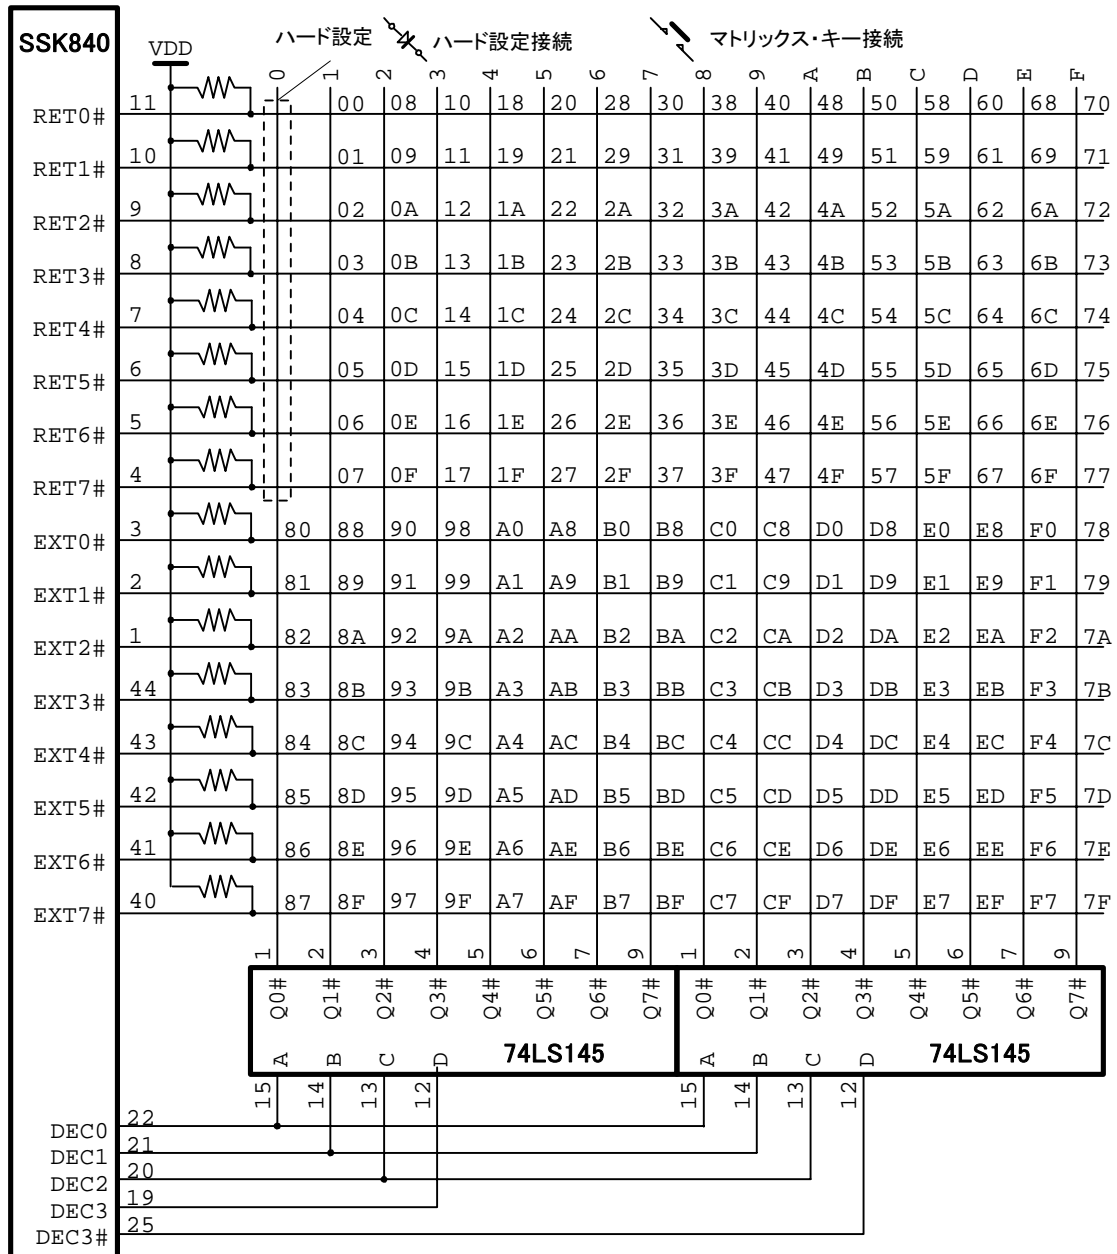 SSK840
VDD
ハード設定
ハード設定接続
マトリックス・キー接続
0 1 2 3 4 5 6 7 8 9 A B C D E F
RET0# 11 00 08 10 18 20 28 30 38 40 48 50 58 60 68 70
RET1# 10 01 09 11 19 21 29 31 39 41 49 51 59 61 69 71
RET2# 9 02 0A 12 1A 22 2A 32 3A 42 4A 52 5A 62 6A 72
RET3# 8 03 0B 13 1B 23 2B 33 3B 43 4B 53 5B 63 6B 73
RET4# 7 04 0C 14 1C 24 2C 34 3C 44 4C 54 5C 64 6C 74
RET5# 6 05 0D 15 1D 25 2D 35 3D 45 4D 55 5D 65 6D 75
RET6# 5 06 0E 16 1E 26 2E 36 3E 46 4E 56 5E 66 6E 76
RET7# 4 07 0F 17 1F 27 2F 37 3F 47 4F 57 5F 67 6F 77
EXT0# 3 80 88 90 98 A0 A8 B0 B8 C0 C8 D0 D8 E0 E8 F0 78
EXT1# 2 81 89 91 99 A1 A9 B1 B9 C1 C9 D1 D9 E1 E9 F1 79
EXT2# 1 82 8A 92 9A A2 AA B2 BA C2 CA D2 DA E2 EA F2 7A
EXT3# 44 83 8B 93 9B A3 AB B3 BB C3 CB D3 DB E3 EB F3 7B
EXT4# 43 84 8C 94 9C A4 AC B4 BC C4 CC D4 DC E4 EC F4 7C
EXT5# 42 85 8D 95 9D A5 AD B5 BD C5 CD D5 DD E5 ED F5 7D
EXT6# 41 86 8E 96 9E A6 AE B6 BE C6 CE D6 DE E6 EE F6 7E
EXT7# 40 87 8F 97 9F A7 AF B7 BF C7 CF D7 DF E7 EF F7 7F
1 2 3 4 5 6 7 9 1 2 3 4 5 6 7 9
Q0# Q1# Q2# Q3# Q4# Q5# Q6# Q7# Q0# Q1# Q2# Q3# Q4# Q5# Q6# Q7#
A B C D 74LS145 A B C D 74LS145
15 14 13 12 15 14 13 12
DEC0 22
DEC1 21
DEC2 20
DEC3 19
DEC3# 25